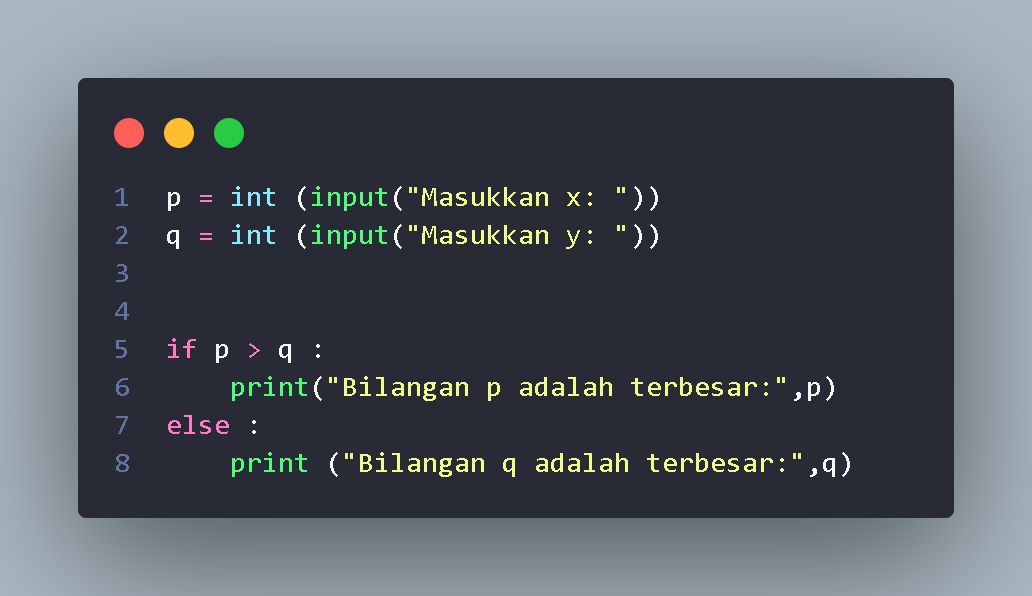 1 p = int (input("Masukkan x: "))
2 q = int (input("Masukkan y: "))
3
4
5 if p > q :
6     print("Bilangan p adalah terbesar:",p)
7 else :
8     print ("Bilangan q adalah terbesar:",q)